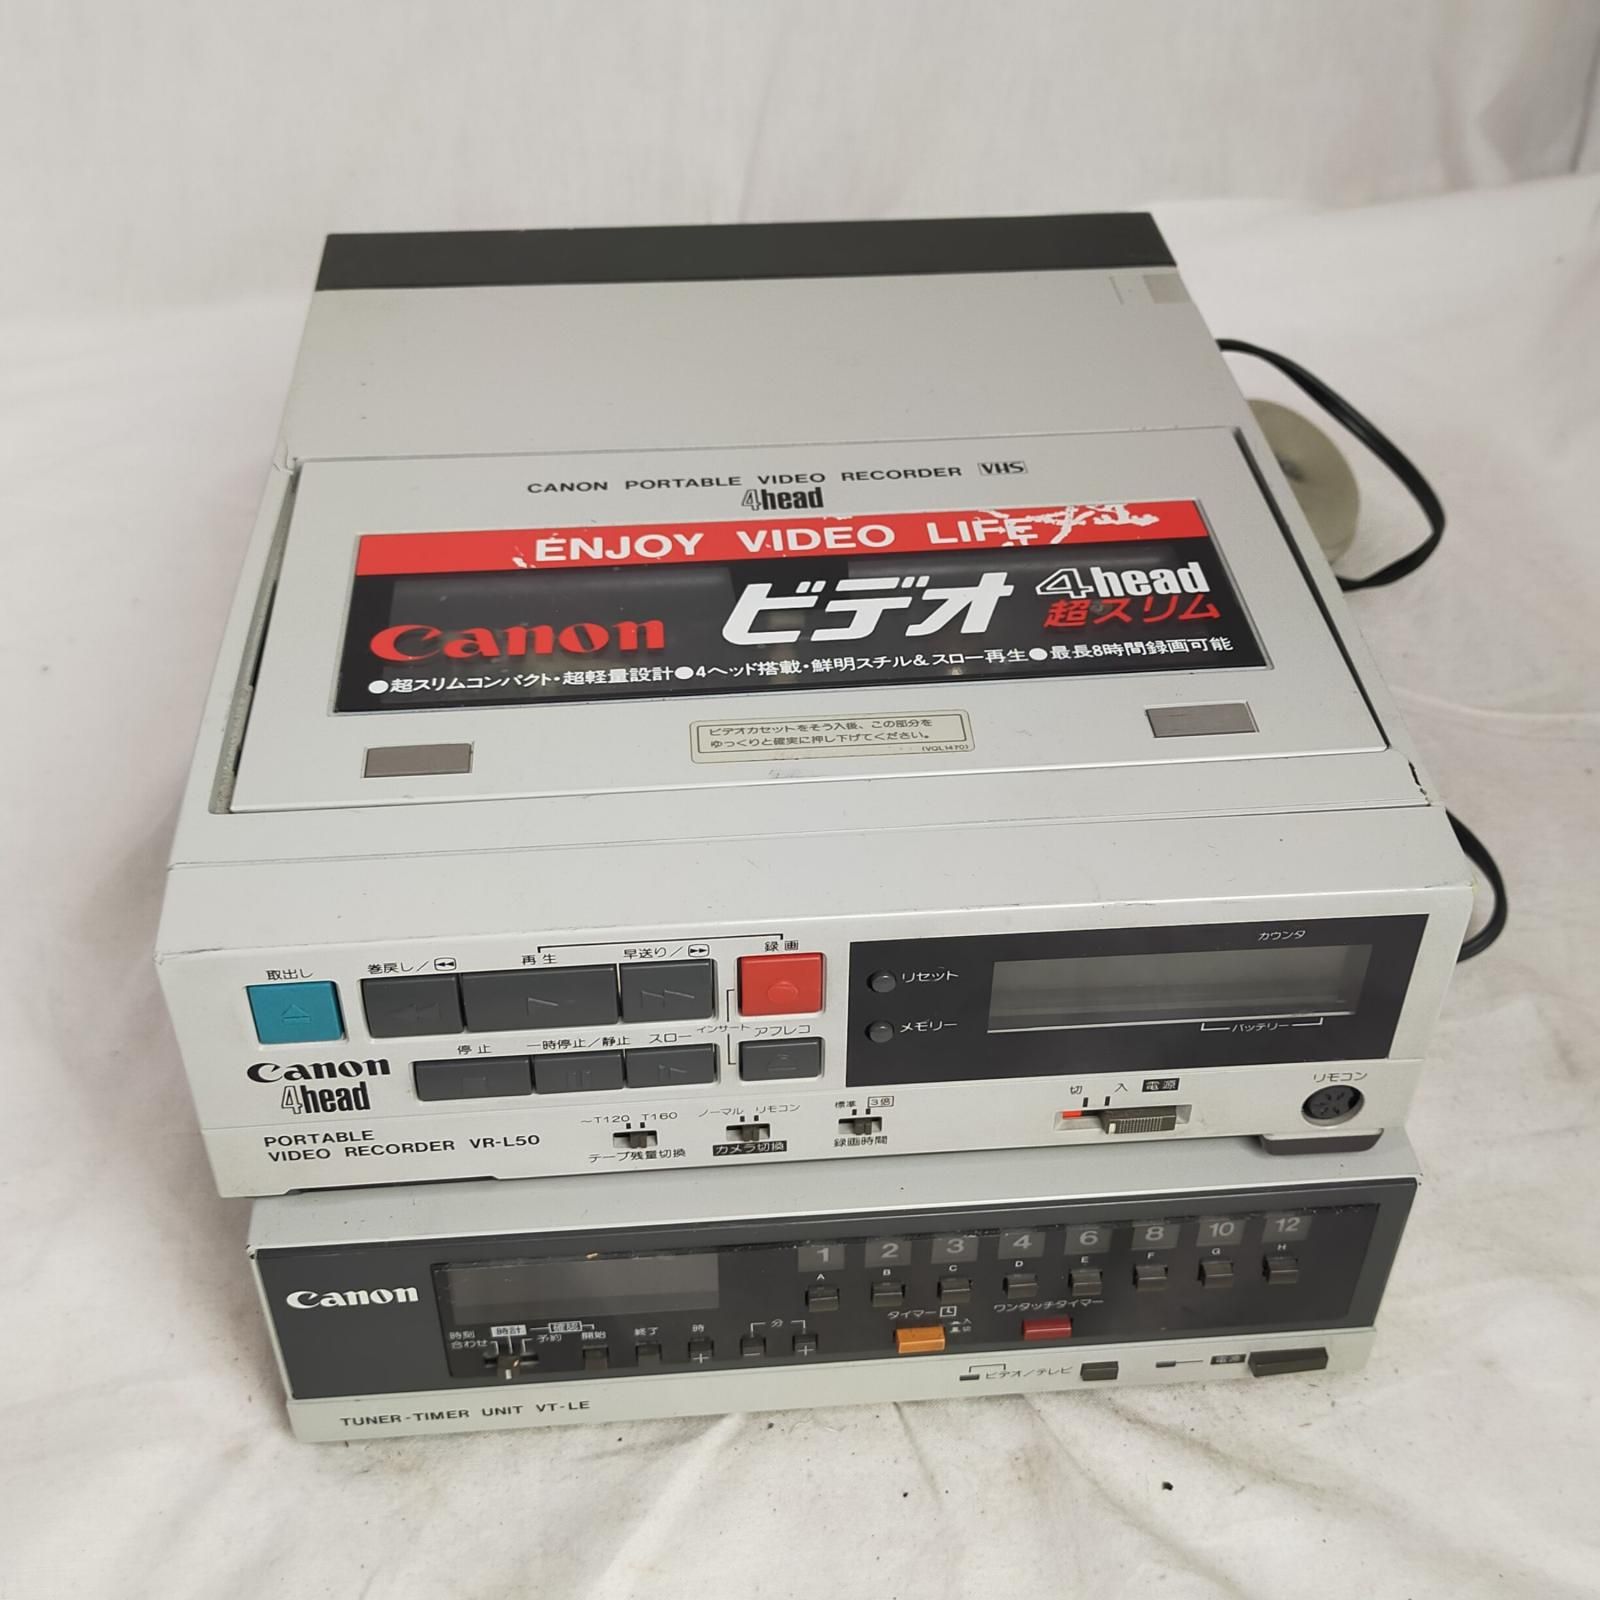 CANON PORTABLE VIDEO RECORDER VHS
4head
ENJOY VIDEO LIFE
Canon ビデオ 4head
超スリム
●超スリムコンパクト・超軽量設計●4ヘッド搭載・鮮明スチル&スロー再生●最長8時間録画可能
ビデオカセットをそう入後、この部分を
ゆっくりと確実に押し下げてください。
(VQL1470)
取出し 巻戻し/ 再生 早送り/ 録画
カウンタ
リセット
メモリー
バッテリー
停止 一時停止/静止 スロー インサート アフレコ
Canon
4head
PORTABLE
VIDEO RECORDER VR-L50
~T120 T160
テープ残量切換
ノーマル リモコン
カメラ切換
標準 3倍
録画時間
切 入 電源
リモコン
Canon
1 2 3 4 6 8 10 12
A B C D E F G H
タイマー ワンタッチタイマー
入
切
時刻
合わせ
時計 確認
予約 開始 終了 時 分
+ - +
ビデオ/テレビ 電源
TUNER-TIMER UNIT VT-LE